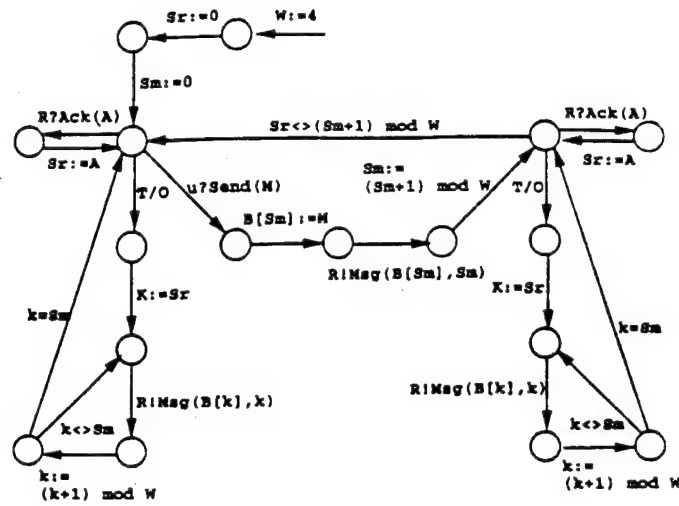 Sr:=0
W:=4
Sm:=0
R?Ack(A)
Sr<>(Sm+1) mod W
R?Ack(A)
Sr:=A
Sr:=A
T/O
u?Send(M)
Sm:=
(Sm+1) mod W
T/O
B[Sm]:=M
R!Msg(B[Sm],Sm)
K:=Sr
K:=Sr
k=Sm
k=Sm
R!Msg(B[k],k)
R!Msg(B[k],k)
k<>Sm
k<>Sm
k:=
(k+1) mod W
k:=
(k+1) mod W